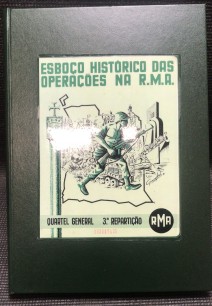 ESBOÇO HISTÓRICO DAS
OPERAÇÕES NA R.M.A.
QUARTEL GENERAL 3.ª REPARTIÇÃO
RMA